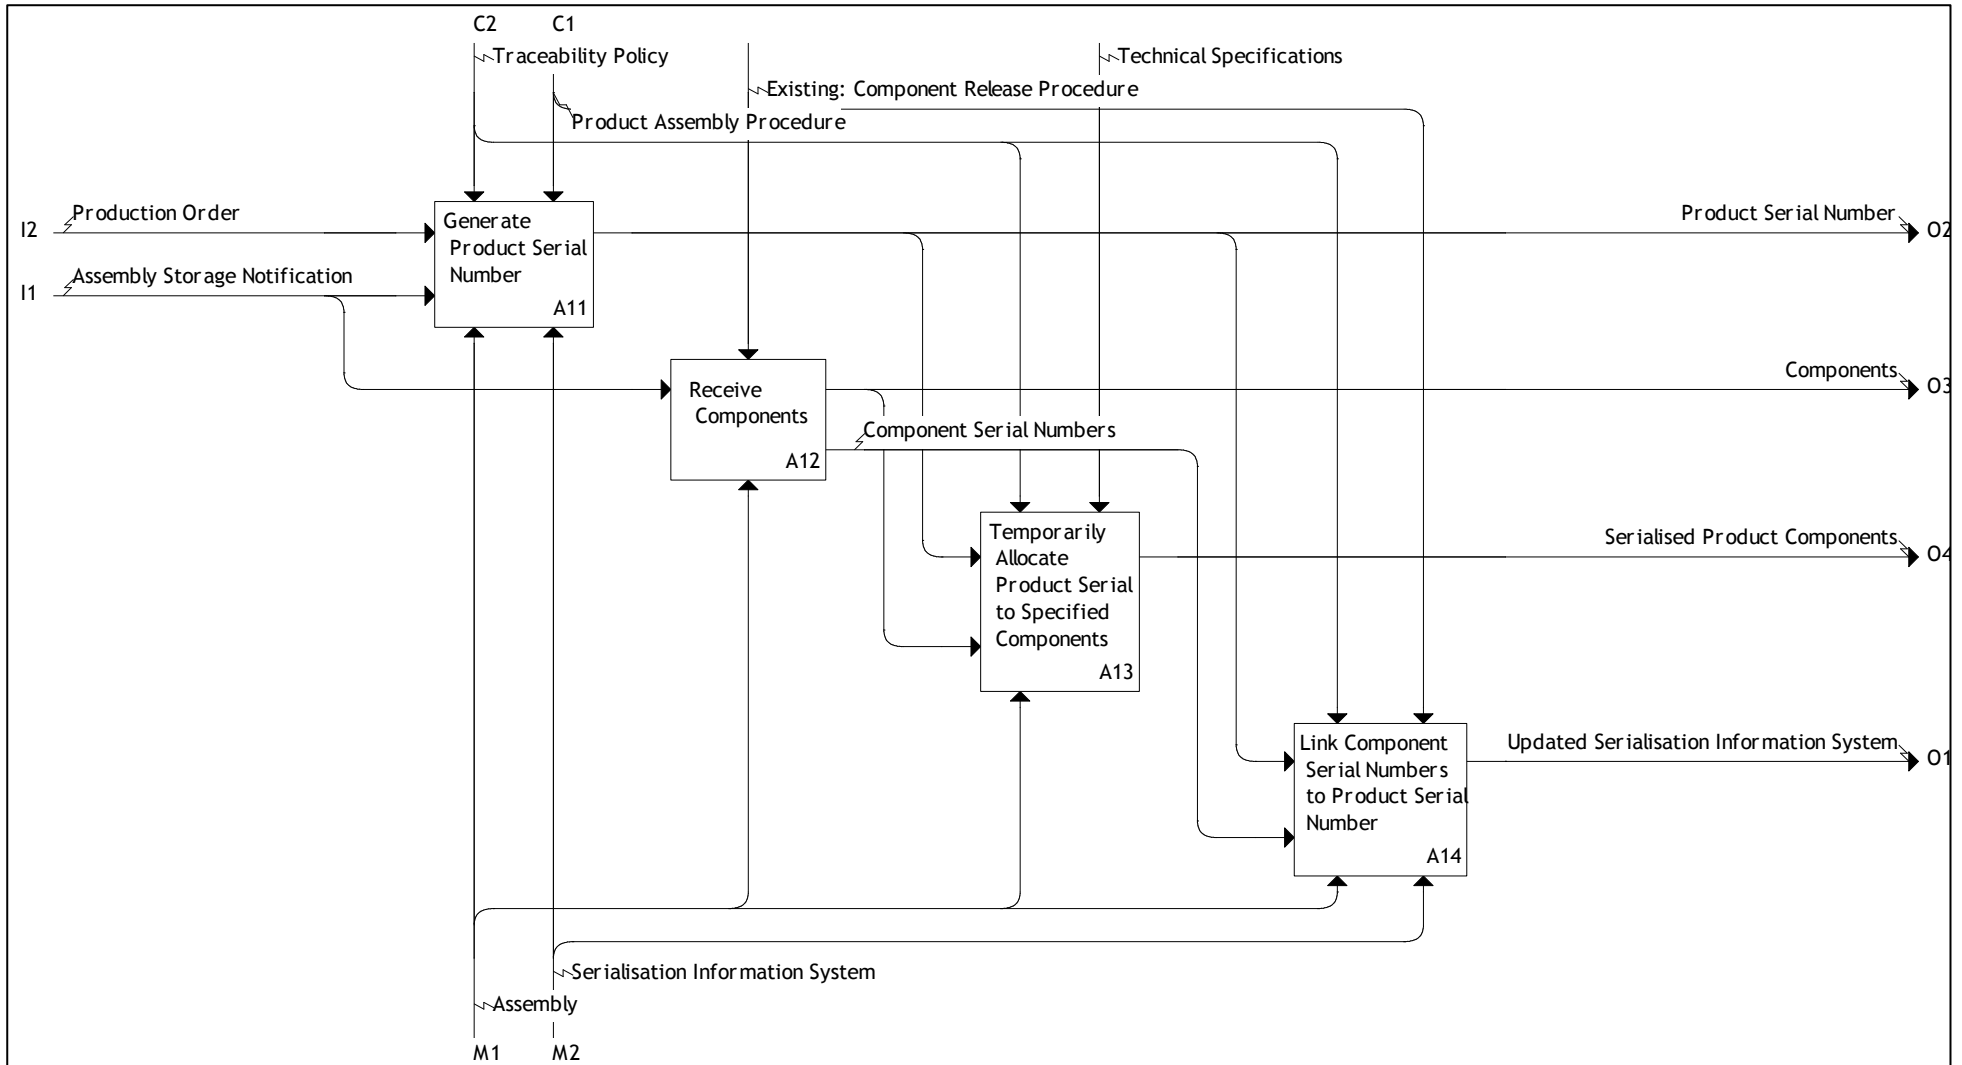 C2 C1
Traceability Policy
Technical Specifications
Existing: Component Release Procedure
Product Assembly Procedure
I2
Production Order
Generate
Product Serial
Number
A11
Product Serial Number
O2
I1
Assembly Storage Notification
Receive
Components
A12
Components
O3
Component Serial Numbers
Temporarily
Allocate
Product Serial
to Specified
Components
A13
Serialised Product Components
O4
Link Component
Serial Numbers
to Product Serial
Number
A14
Updated Serialisation Information System
O1
Serialisation Information System
Assembly
M1 M2